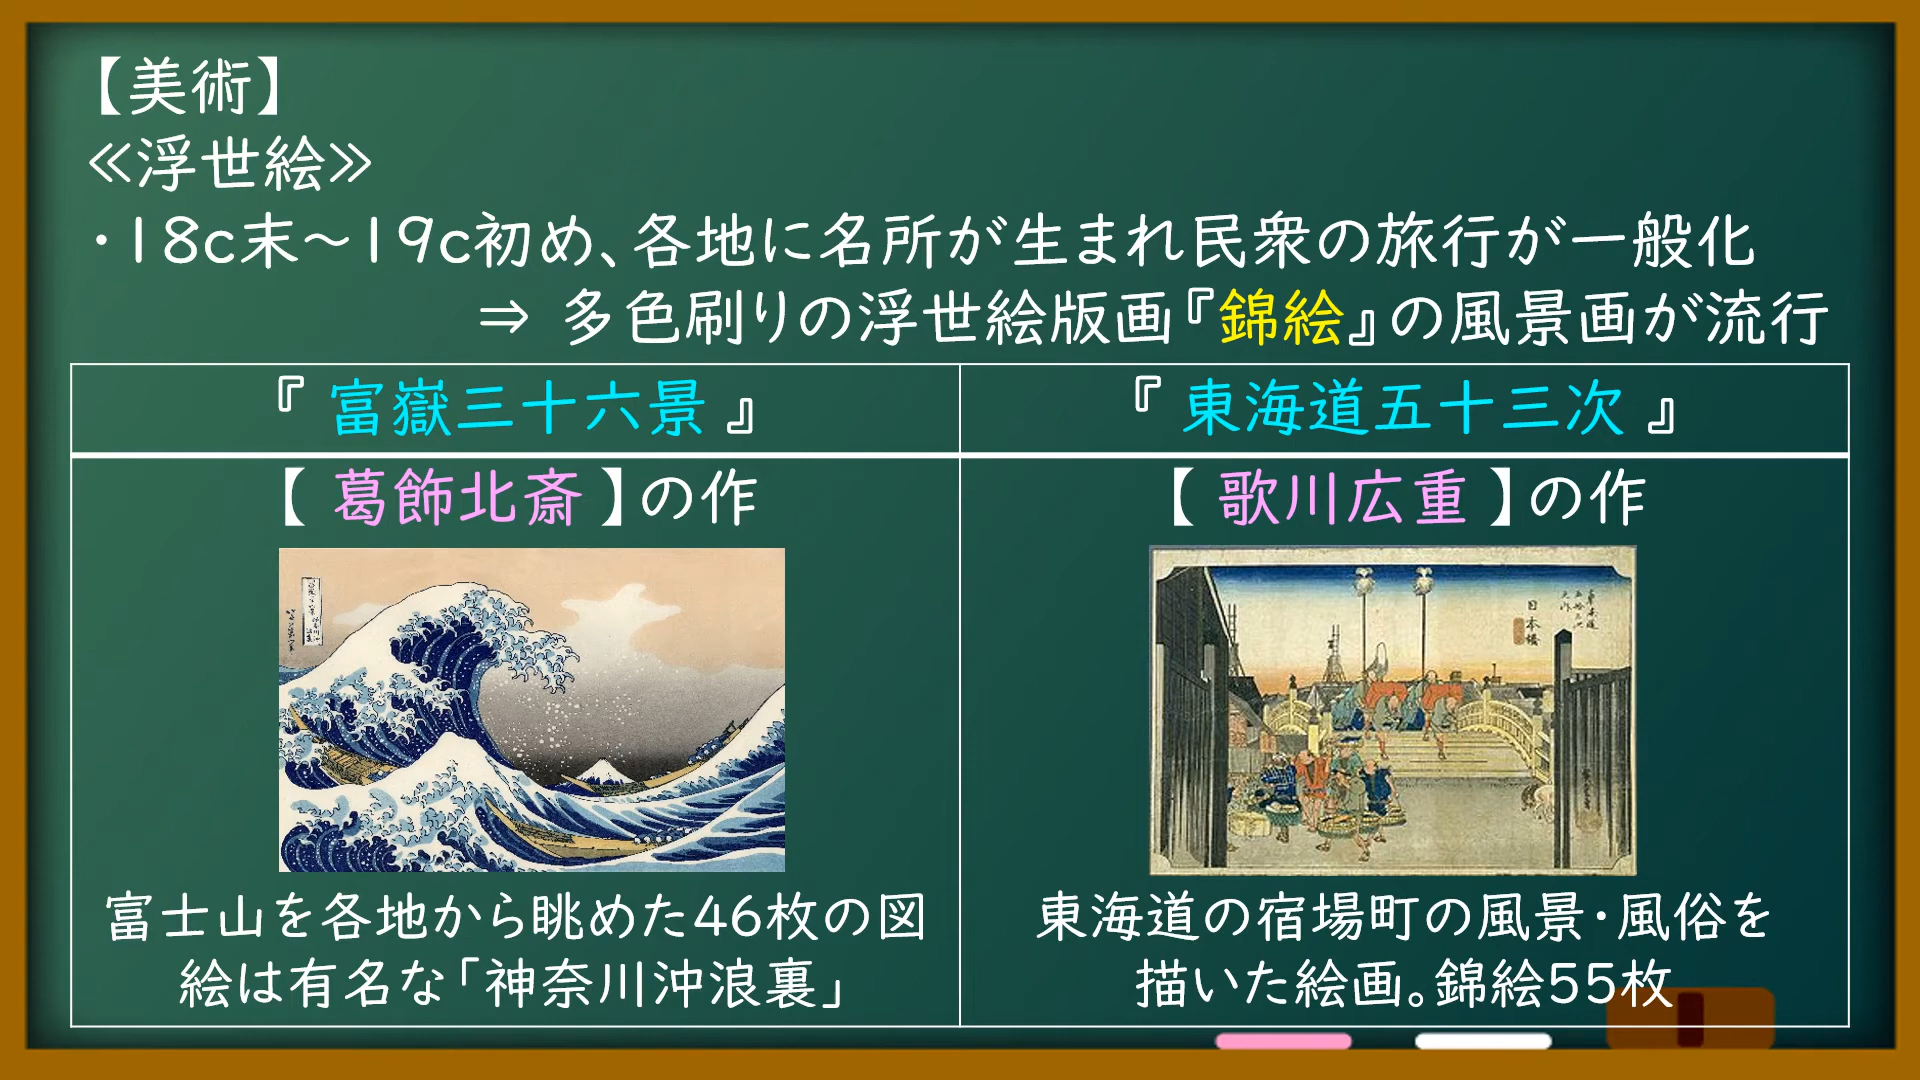 【美術】
≪浮世絵≫
・18c末～19c初め、各地に名所が生まれ民衆の旅行が一般化
⇒ 多色刷りの浮世絵版画『錦絵』の風景画が流行
『 富嶽三十六景 』
【 葛飾北斎 】の作
富士山を各地から眺めた46枚の図
絵は有名な「神奈川沖浪裏」
『 東海道五十三次 』
【 歌川広重 】の作
日本橋
東海道の宿場町の風景・風俗を
描いた絵画。錦絵55枚